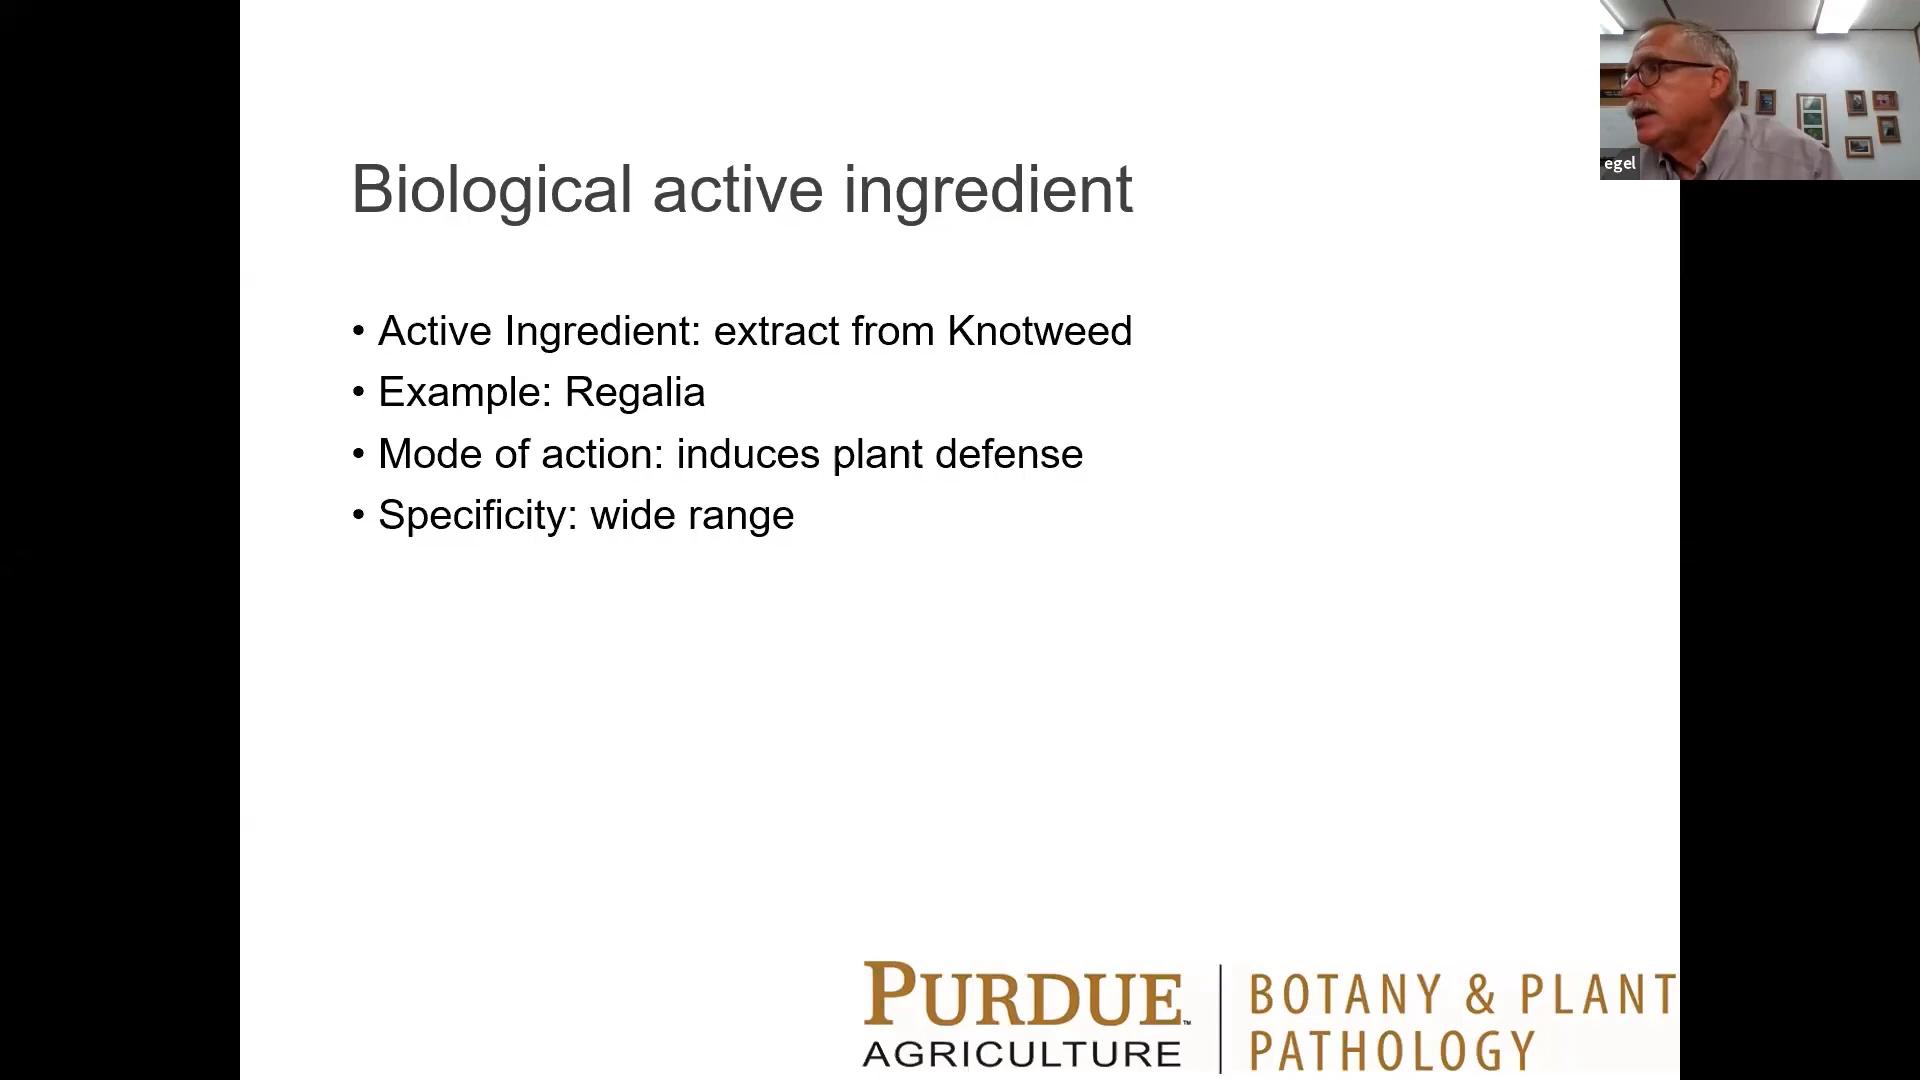 Biological active ingredient
• Active Ingredient: extract from Knotweed
• Example: Regalia
• Mode of action: induces plant defense
• Specificity: wide range
egel
PURDUE™
AGRICULTURE
BOTANY & PLANT
PATHOLOGY